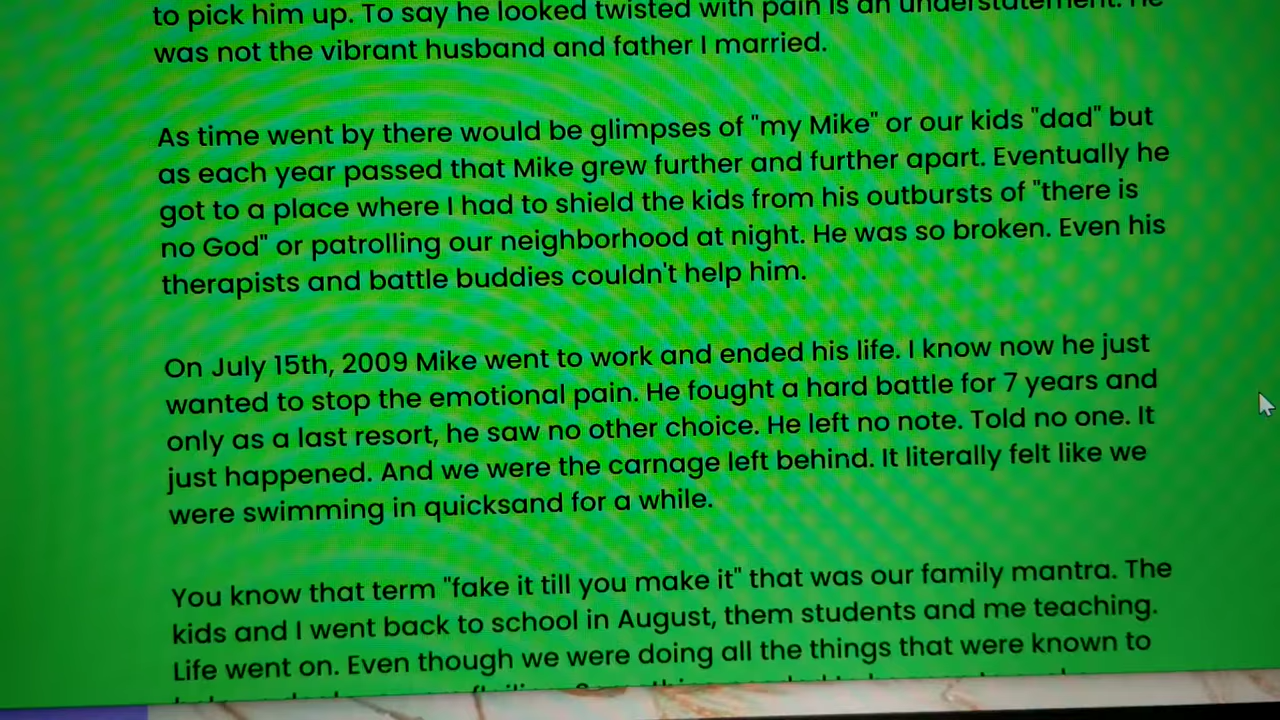 to pick him up. To say he looked twisted with pain is an understatement. He
was not the vibrant husband and father I married.
As time went by there would be glimpses of "my Mike" or our kids "dad" but
as each year passed that Mike grew further and further apart. Eventually he
got to a place where I had to shield the kids from his outbursts of "there is
no God" or patrolling our neighborhood at night. He was so broken. Even his
therapists and battle buddies couldn't help him.
On July 15th, 2009 Mike went to work and ended his life. I know now he just
wanted to stop the emotional pain. He fought a hard battle for 7 years and
only as a last resort, he saw no other choice. He left no note. Told no one. It
just happened. And we were the carnage left behind. It literally felt like we
were swimming in quicksand for a while.
You know that term "fake it till you make it" that was our family mantra. The
kids and I went back to school in August, them students and me teaching.
Life went on. Even though we were doing all the things that were known to